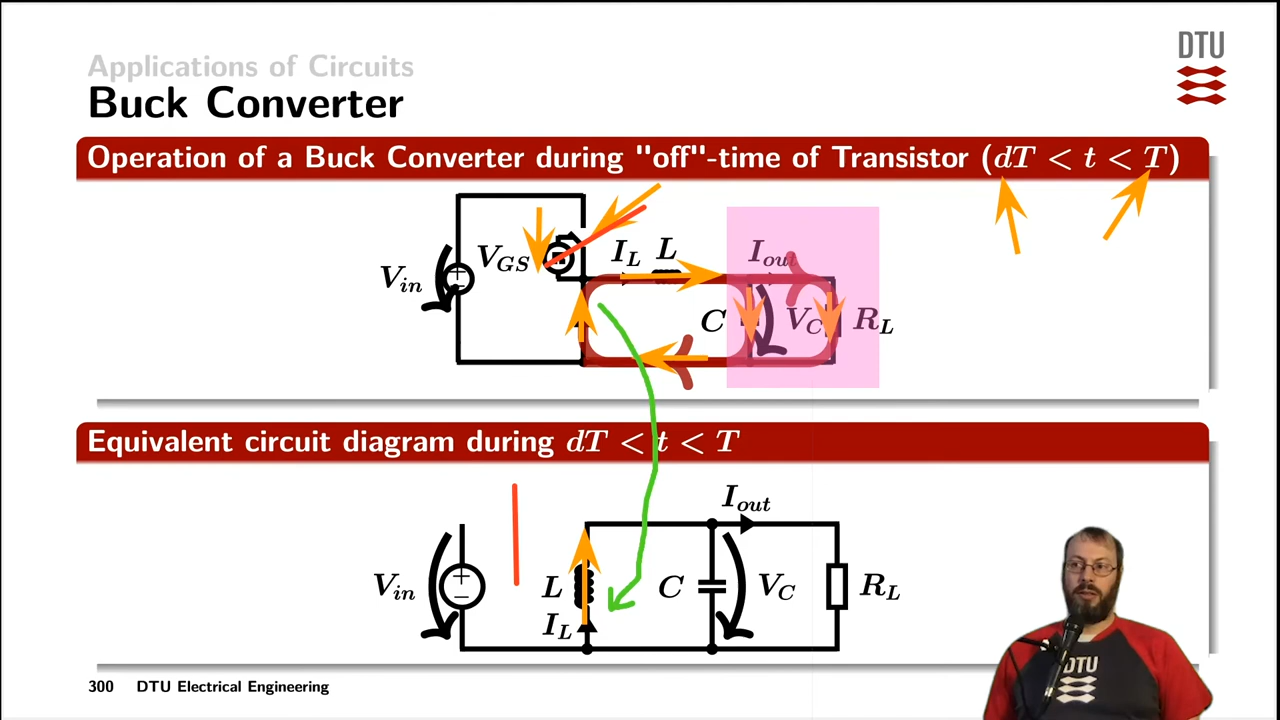 DTU
Applications of Circuits
Buck Converter
Operation of a Buck Converter during "off"-time of Transistor (dT < t < T)
V_in
+
V_GS
I_L
L
I_out
C
V_C
R_L
Equivalent circuit diagram during dT < t < T
I_out
V_in
+
−
L
I_L
C
V_C
R_L
DTU
300 DTU Electrical Engineering